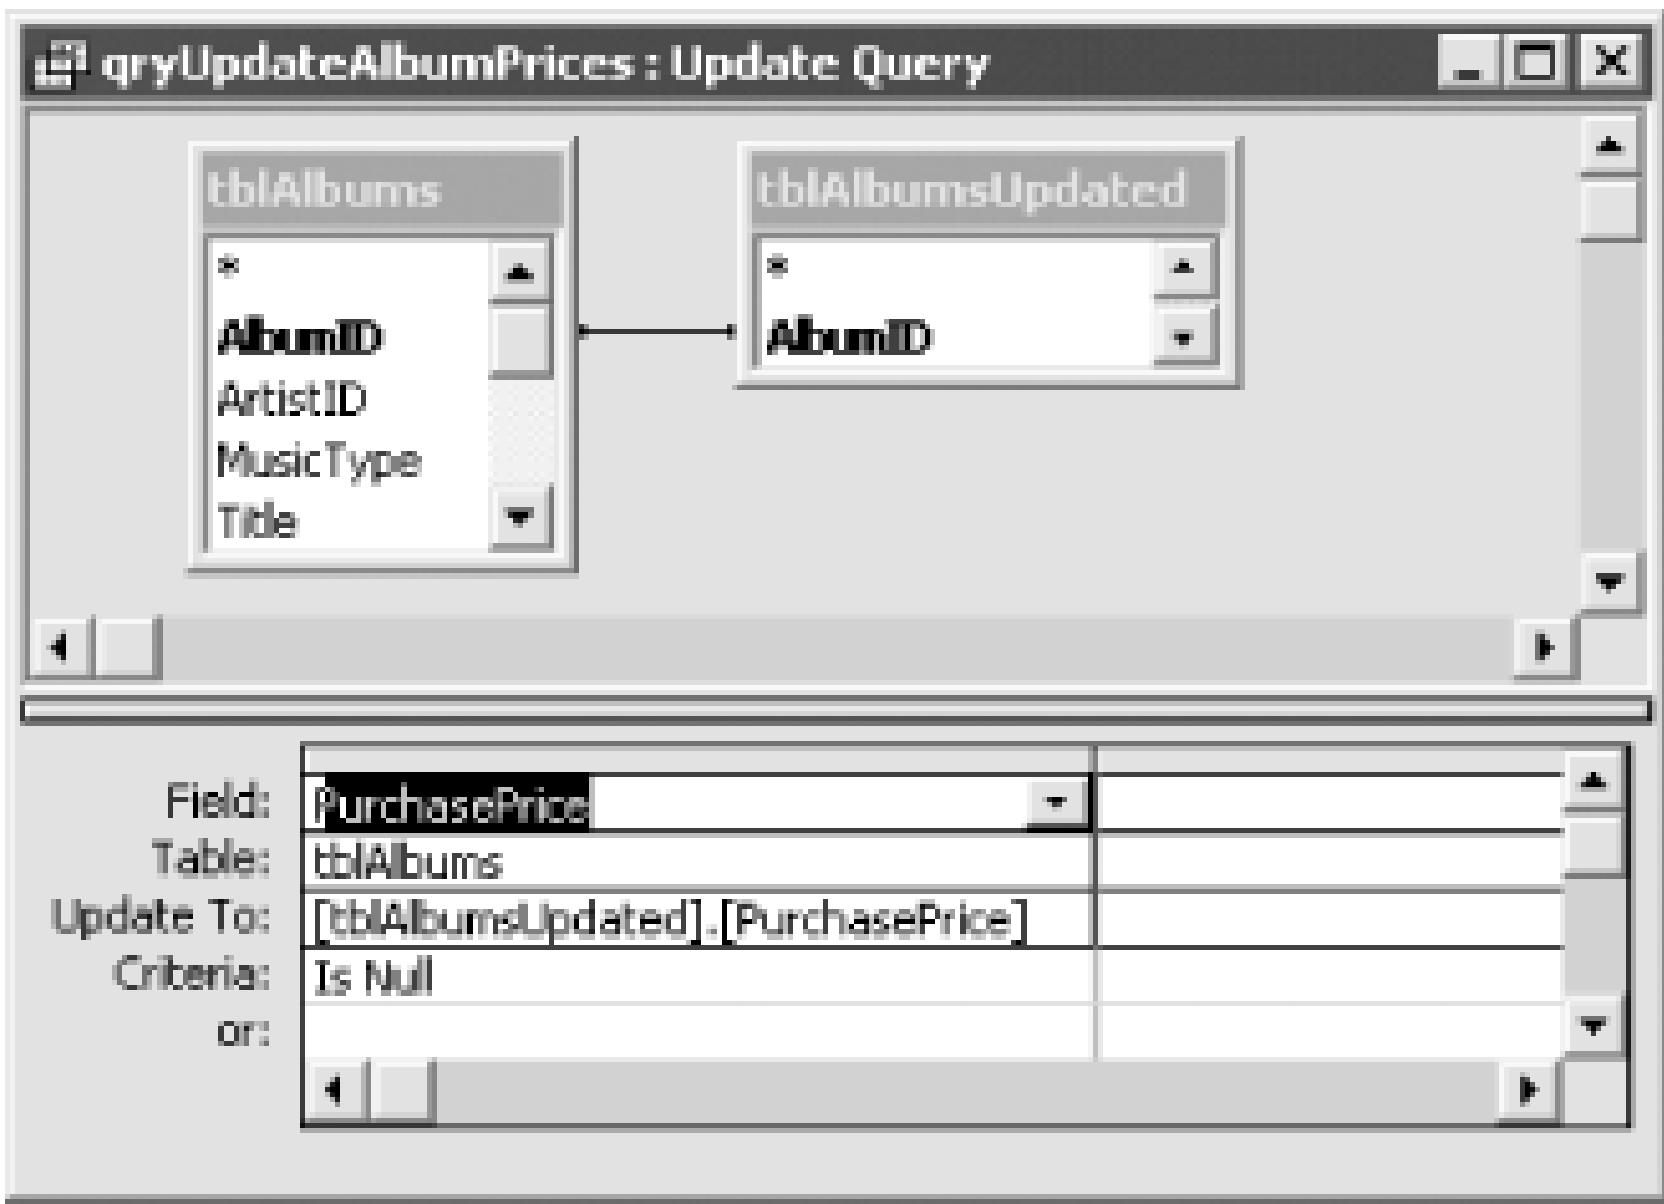 qryUpdateAlbumPrices : Update Query
tblAlbums
*
AlbumID
ArtistID
MusicType
Title
tblAlbumsUpdated
*
AlbumID
Field: PurchasePrice
Table: tblAlbums
Update To: [tblAlbumsUpdated].[PurchasePrice]
Criteria: Is Null
or: